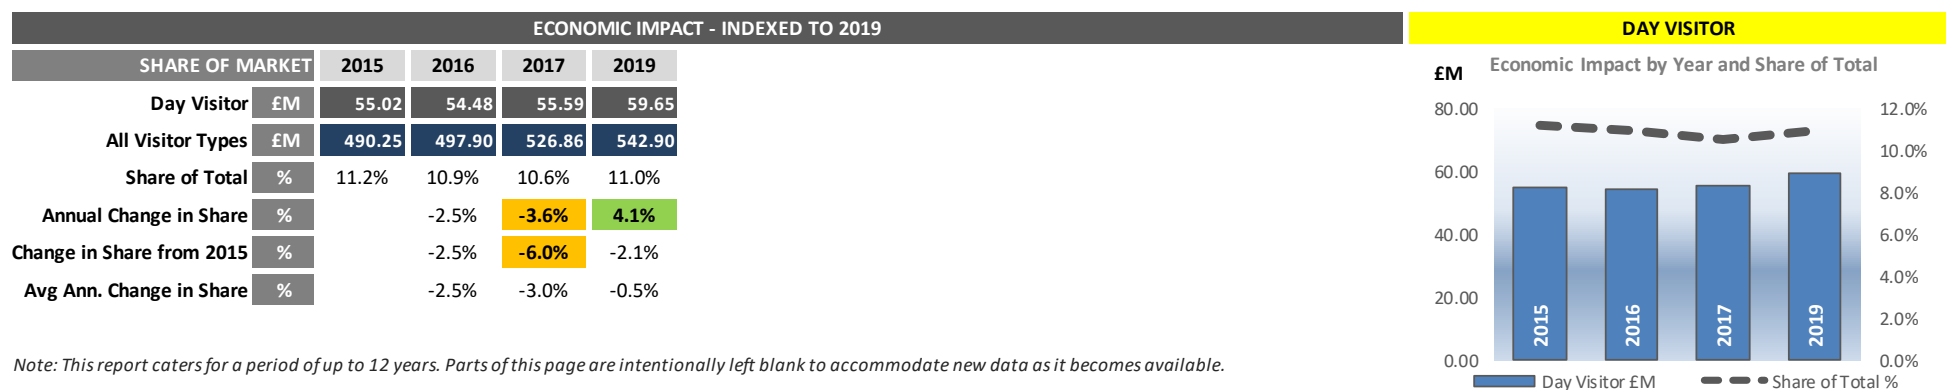 ECONOMIC IMPACT - INDEXED TO 2019
SHARE OF MARKET 2015 2016 2017 2019
Day Visitor £M 55.02 54.48 55.59 59.65
All Visitor Types £M 490.25 497.90 526.86 542.90
Share of Total % 11.2% 10.9% 10.6% 11.0%
Annual Change in Share % -2.5% -3.6% 4.1%
Change in Share from 2015 % -2.5% -6.0% -2.1%
Avg Ann. Change in Share % -2.5% -3.0% -0.5%
Note: This report caters for a period of up to 12 years. Parts of this page are intentionally left blank to accommodate new data as it becomes available.
DAY VISITOR
£M Economic Impact by Year and Share of Total
80.00 12.0%
10.0%
60.00
8.0%
40.00 6.0%
4.0%
20.00
2.0%
0.00 0.0%
2015 2016 2017 2019
Day Visitor £M Share of Total %